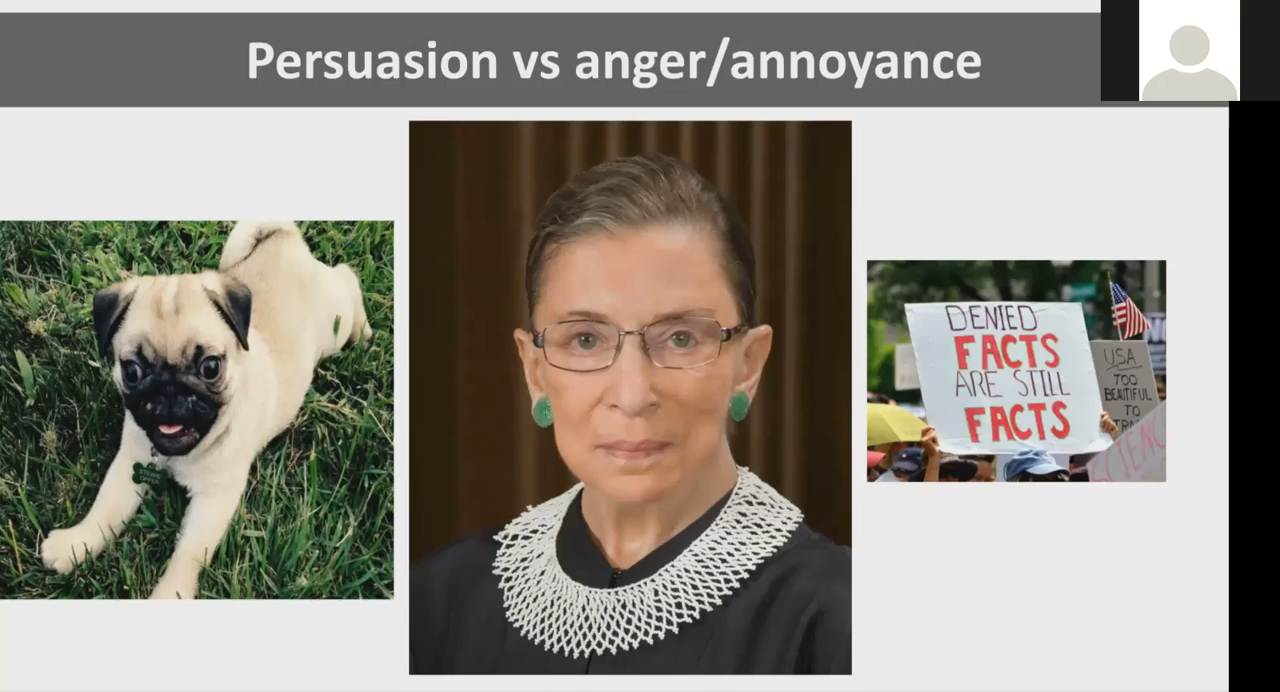 Persuasion vs anger/annoyance
DENIED
FACTS
ARE STILL
FACTS
USA
TOO
BEAUTIFUL
TO